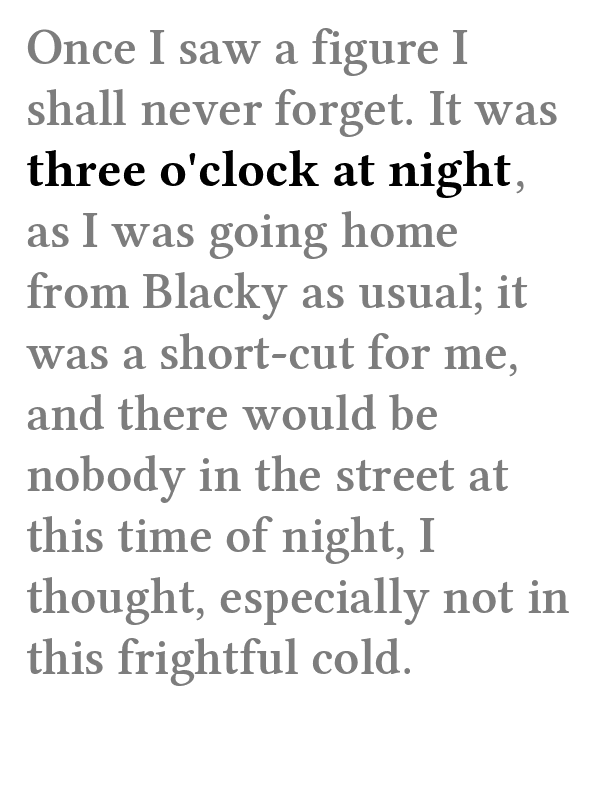 Once I saw a figure I
shall never forget. It was
three o'clock at night,
as I was going home
from Blacky as usual; it
was a short-cut for me,
and there would be
nobody in the street at
this time of night, I
thought, especially not in
this frightful cold.